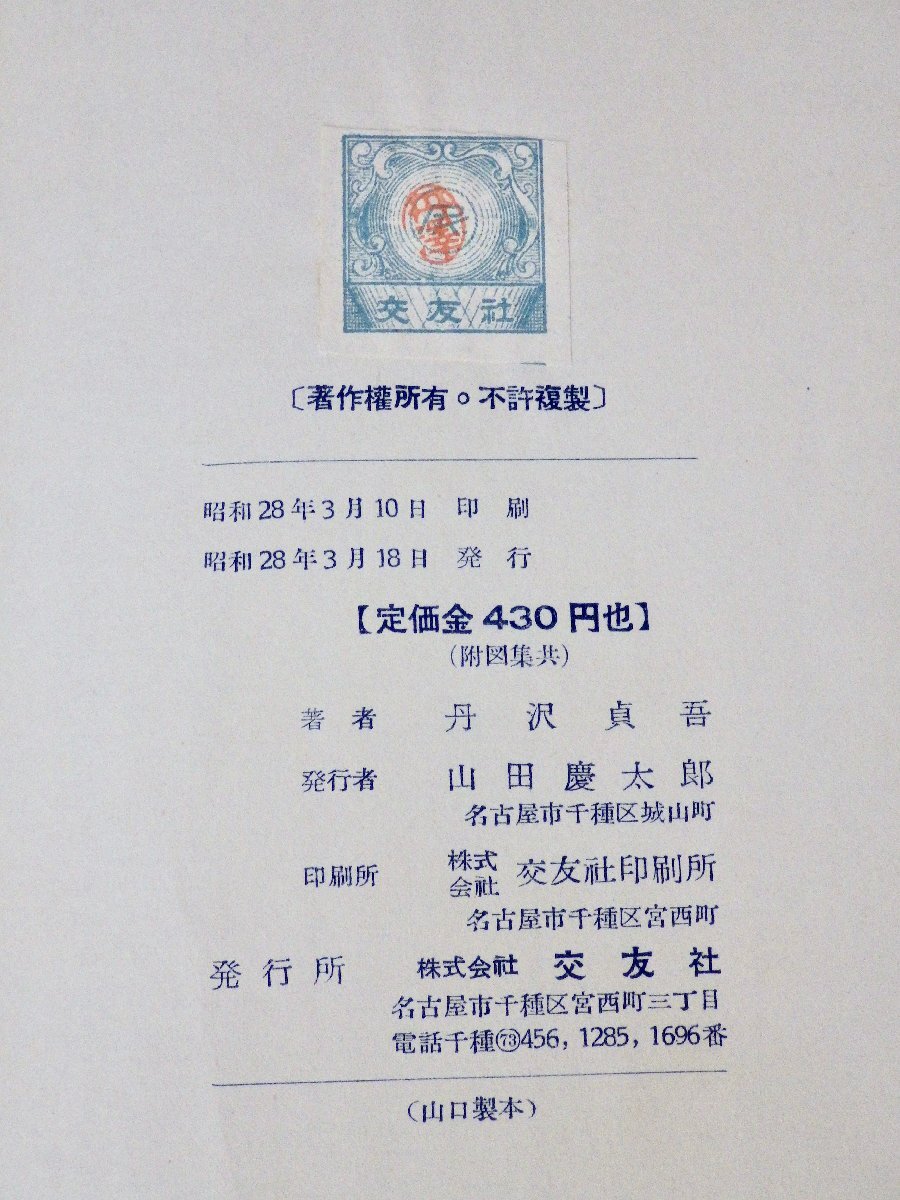 交友社
〔著作權所有。不許複製〕
昭和28年3月10日 印刷
昭和28年3月18日 発行
【定価金430円也】
(附図集共)
著者 丹沢貞吾
発行者 山田慶太郎
名古屋市千種区城山町
印刷所 株式会社 交友社印刷所
名古屋市千種区宮西町
発行所 株式会社 交友社
名古屋市千種区宮西町三丁目
電話千種㊆456, 1285, 1696番
(山口製本)